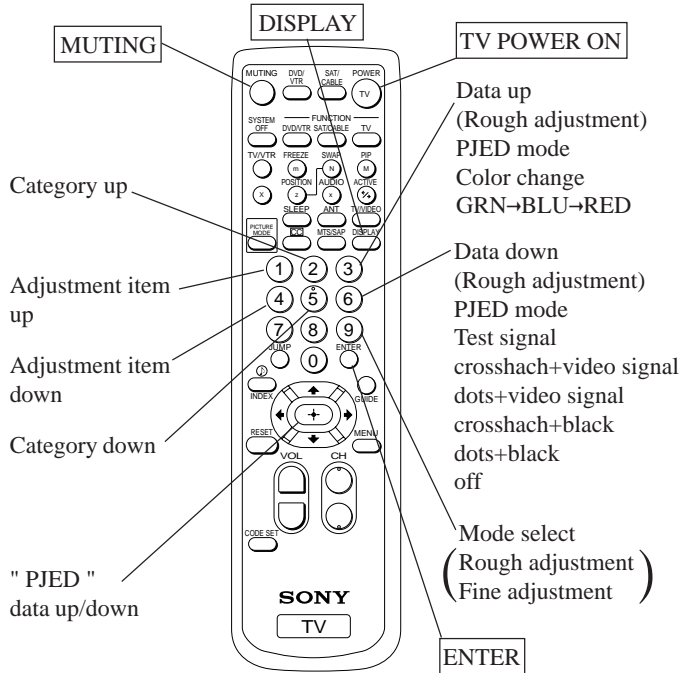 DISPLAY
MUTING
TV POWER ON
MUTING DVD/ VTR SAT/ CABLE POWER
TV
SYSTEM OFF FUNCTION
DVD/VTR SAT/CABLE TV
TV/VTR FREEZE SWAP PIP
m N M
POSITION AUDIO ACTIVE
X z x
SLEEP ANT TV/VIDEO
PICTURE MODE CC MTS/SAP DISPLAY
1 2 3
4 5 6
7 8 9
JUMP 0 ENTER
INDEX GUIDE
RESET MENU
VOL CH
CODE SET
SONY
TV
Category up
Adjustment item
up
Adjustment item
down
Category down
" PJED "
data up/down
Data up
(Rough adjustment)
PJED mode
Color change
GRN→BLU→RED
Data down
(Rough adjustment)
PJED mode
Test signal
crosshach+video signal
dots+video signal
crosshach+black
dots+black
off
Mode select
(Rough adjustment
Fine adjustment)
ENTER